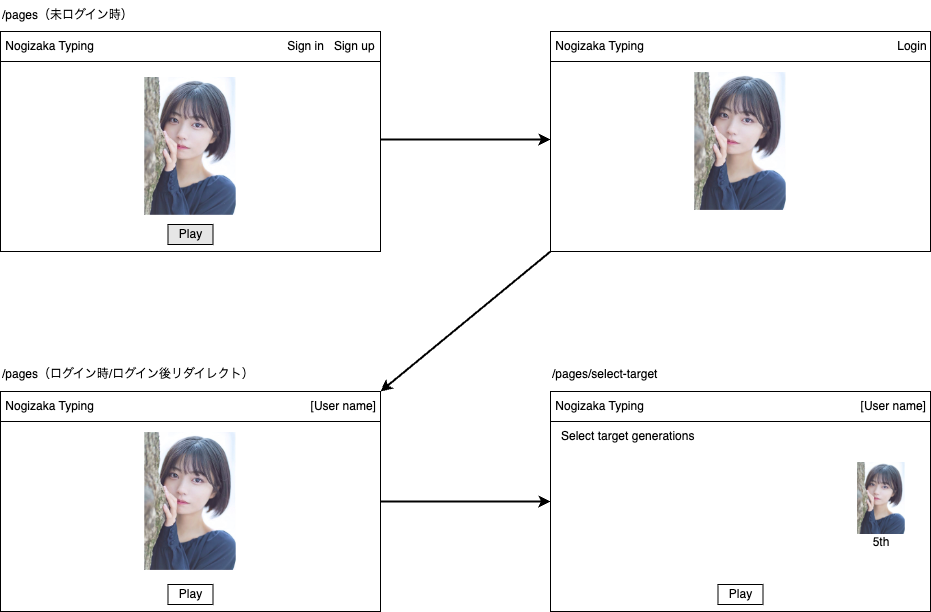 /pages（未ログイン時）
Nogizaka Typing
Sign in
Sign up
Play
Nogizaka Typing
Login
/pages（ログイン時/ログイン後リダイレクト）
Nogizaka Typing
[User name]
Play
/pages/select-target
Nogizaka Typing
[User name]
Select target generations
5th
Play